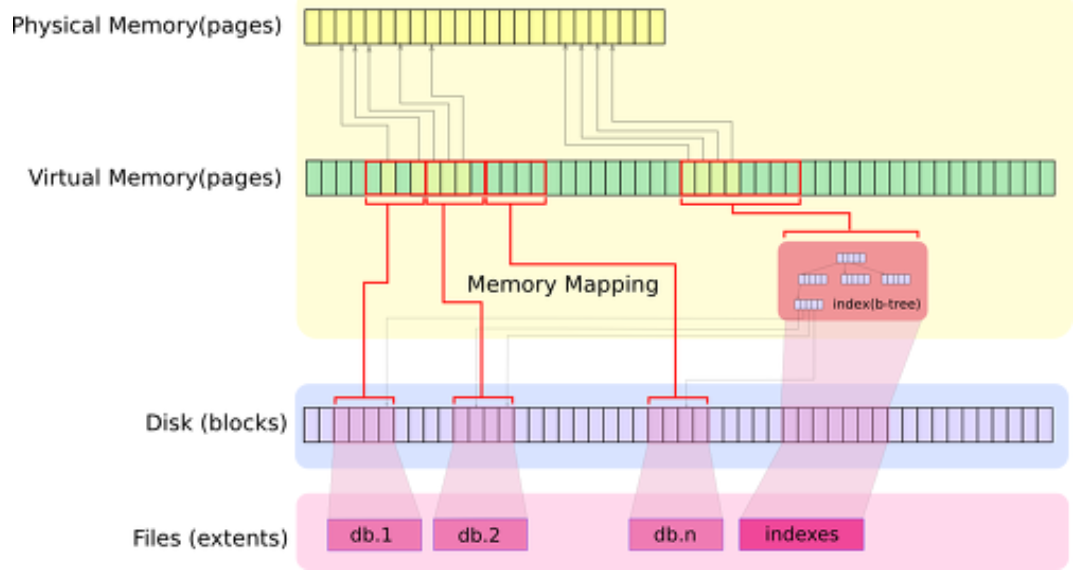 Physical Memory(pages)
Virtual Memory(pages)
Memory Mapping
index(b-tree)
Disk (blocks)
Files (extents)
db.1
db.2
db.n
indexes